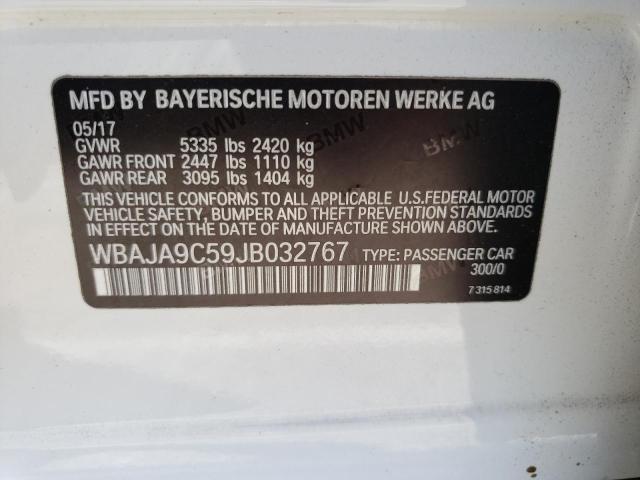 MFD BY BAYERISCHE MOTOREN WERKE AG
05/17
GVWR 5335 lbs 2420 kg
GAWR FRONT 2447 lbs 1110 kg
GAWR REAR 3095 lbs 1404 kg
THIS VEHICLE CONFORMS TO ALL APPLICABLE U.S.FEDERAL MOTOR
VEHICLE SAFETY, BUMPER AND THEFT PREVENTION STANDARDS
IN EFFECT ON THE DATE OF MANUFACTURE SHOWN ABOVE.
WBAJA9C59JB032767 TYPE: PASSENGER CAR
300/0
7 315 814
BMW
BMW
BMW